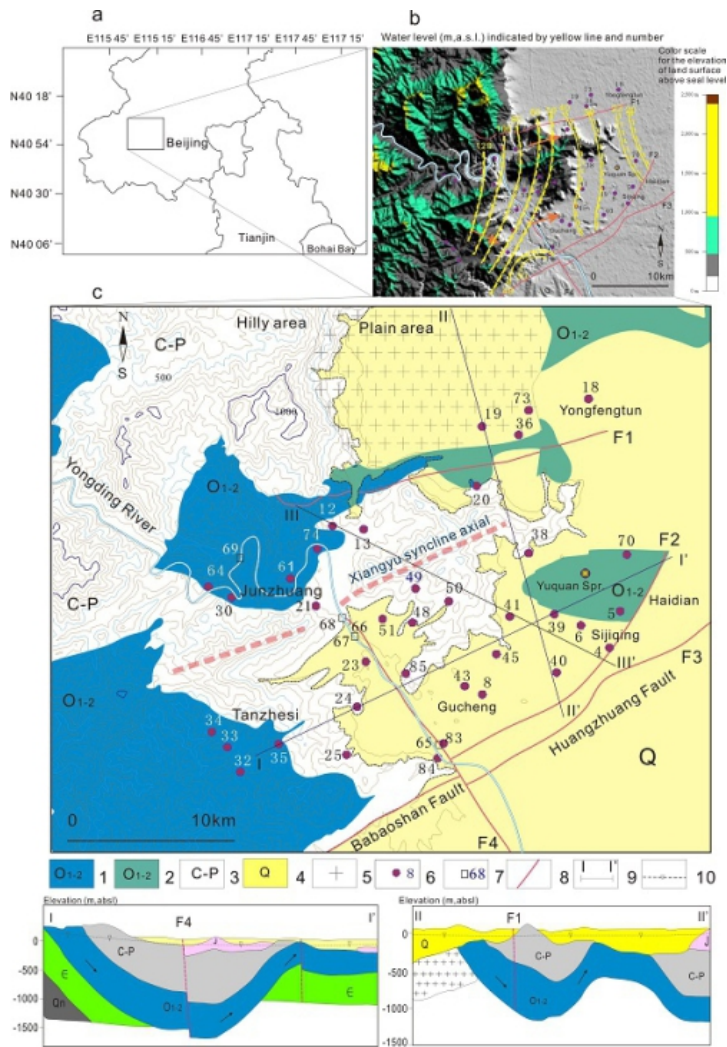 a
E115 45' E115 15' E116 45' E117 15' E117 45' E117 15'
N40 18'
N40 54'
N40 30'
N40 06'
Beijing
Tianjin
Bohai Bay
b
Water level (m,a.s.l.) indicated by yellow line and number
Color scale
for the elevation
of land surface
above seal level
Yongfengtun
F1
F2
Yuquan Spr
Haidian
F3
Sijiqing
Gucheng
N
S
0 10km
c
N
S
Hilly area
Plain area
II
C-P
500
1000
O1-2
18
73
Yongfengtun
19
36
F1
Yongding River
O1-2
III
12
20
13
Xiangyu syncline axial
38
70
F2
I'
74
69
64
61
49
Yuquan Spr.
O1-2
Junzhuang
30
50
C-P
21
48
41
5
Haidian
68
66
51
39
6
67
Sijiqing
4
F3
23
45
III'
85
43
40
8
O1-2
Tanzhesi
24
Gucheng
II'
34
33
35
65
83
Huangzhuang Fault
32
I
25
84
Q
0 10km
Babaoshan Fault
F4
O1-2 1 O1-2 2 C-P 3 Q 4 5 8 6 68 7 8 I I' 9 10
Elevation (m,absl)
I F4 I'
0
-500
-1000
-1500
C-P
J
Є
Qn
O1-2
Є
Elevation (m,absl)
II F1 II'
0
-500
-1000
-1500
Q
J
C-P
O1-2
C-P